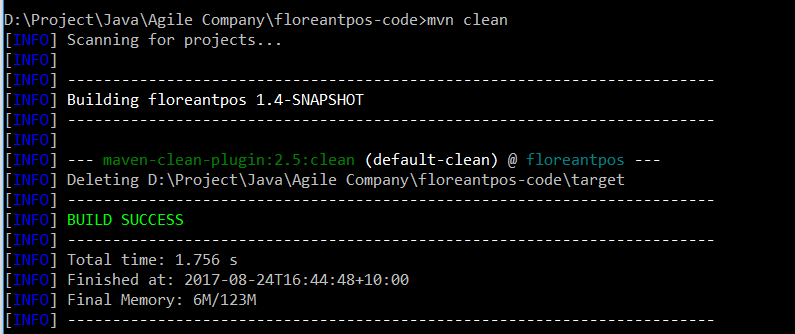 D:\Project\Java\Agile Company\floreantpos-code>mvn clean
[INFO] Scanning for projects...
[INFO]
[INFO] ------------------------------------------------------------------------
[INFO] Building floreantpos 1.4-SNAPSHOT
[INFO] ------------------------------------------------------------------------
[INFO]
[INFO] --- maven-clean-plugin:2.5:clean (default-clean) @ floreantpos ---
[INFO] Deleting D:\Project\Java\Agile Company\floreantpos-code\target
[INFO] ------------------------------------------------------------------------
[INFO] BUILD SUCCESS
[INFO] ------------------------------------------------------------------------
[INFO] Total time: 1.756 s
[INFO] Finished at: 2017-08-24T16:44:48+10:00
[INFO] Final Memory: 6M/123M
[INFO] ------------------------------------------------------------------------